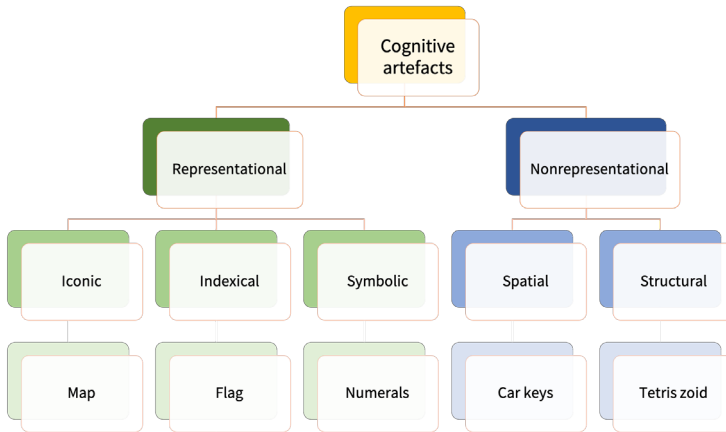 Cognitive
artefacts
Representational
Nonrepresentational
Iconic
Indexical
Symbolic
Spatial
Structural
Map
Flag
Numerals
Car keys
Tetris zoid